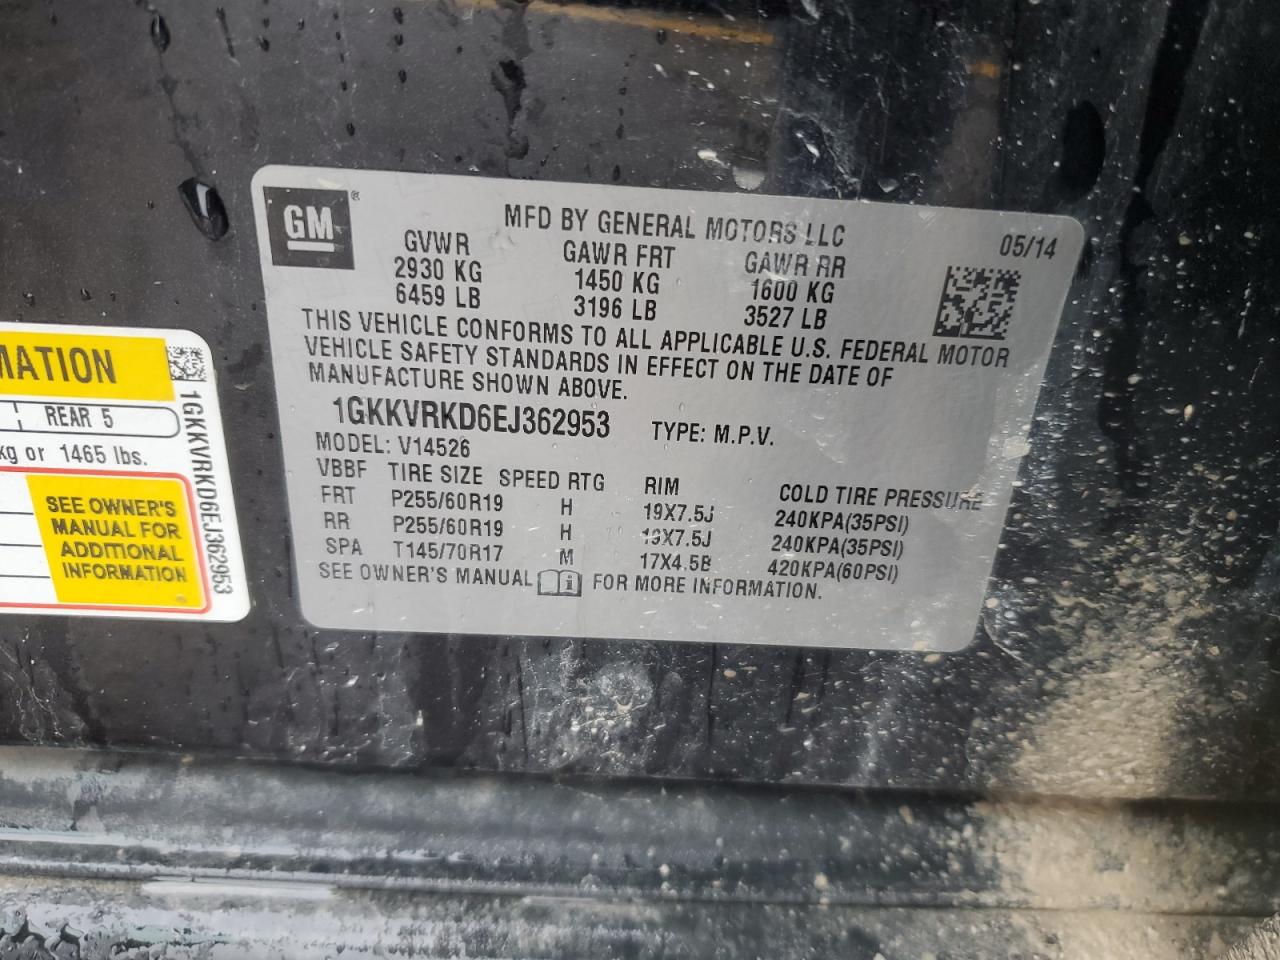 GM ®
MFD BY GENERAL MOTORS LLC
05/14
GVWR GAWR FRT GAWR RR
2930 KG 1450 KG 1600 KG
6459 LB 3196 LB 3527 LB
THIS VEHICLE CONFORMS TO ALL APPLICABLE U.S. FEDERAL MOTOR
VEHICLE SAFETY STANDARDS IN EFFECT ON THE DATE OF
MANUFACTURE SHOWN ABOVE.
1GKKVRKD6EJ362953 TYPE: M.P.V.
MODEL: V14526
VBBF TIRE SIZE SPEED RTG RIM COLD TIRE PRESSURE
FRT P255/60R19 H 19X7.5J 240KPA(35PSI)
RR P255/60R19 H 19X7.5J 240KPA(35PSI)
SPA T145/70R17 M 17X4.5B 420KPA(60PSI)
SEE OWNER'S MANUAL i FOR MORE INFORMATION.
MATION
REAR 5
kg or 1465 lbs.
SEE OWNER'S
MANUAL FOR
ADDITIONAL
INFORMATION
1GKKVRKD6EJ362953